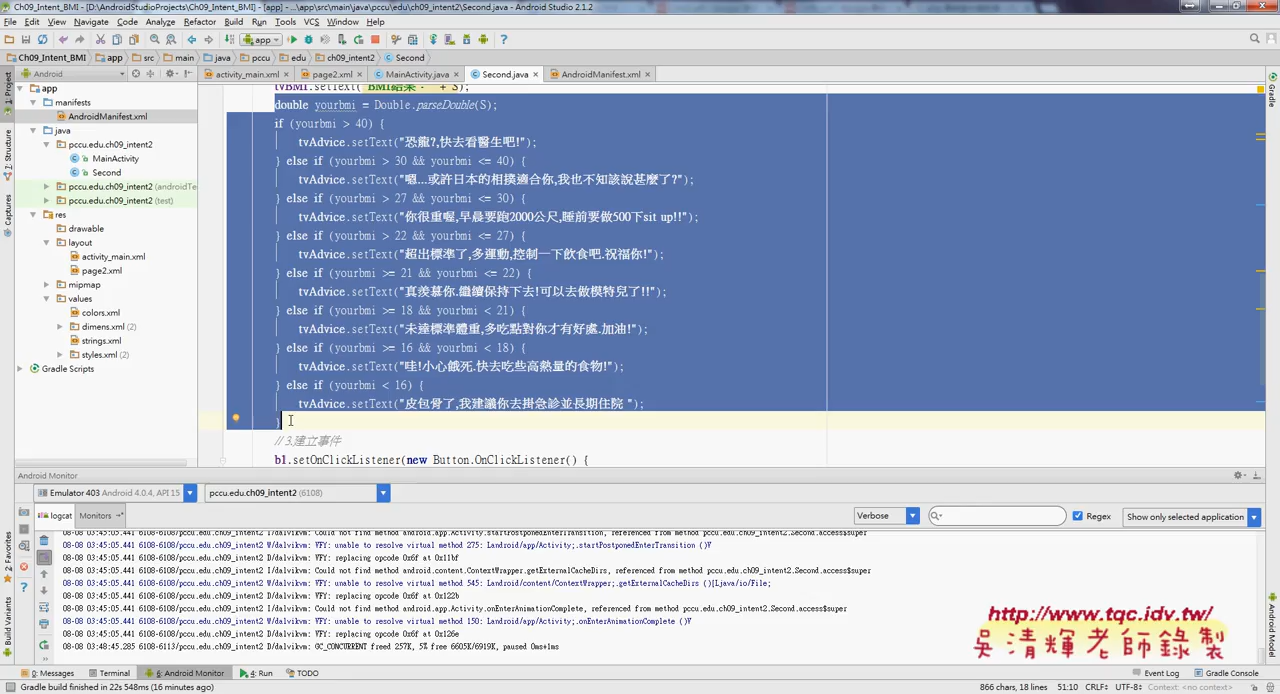 Ch09_Intent_BMI - [D:\AndroidStudioProjects\Ch09_Intent_BMI] - [app] - ...\app\src\main\java\pccu\edu\ch09_intent2\Second.java - Android Studio 2.1.2
File Edit View Navigate Code Analyze Refactor Build Run Tools VCS Window Help
app
Ch09_Intent_BMI app src main java pccu edu ch09_intent2 Second
Android
activity_main.xml page2.xml MainActivity.java Second.java AndroidManifest.xml
app
manifests
AndroidManifest.xml
java
pccu.edu.ch09_intent2
MainActivity
Second
pccu.edu.ch09_intent2 (androidTe
pccu.edu.ch09_intent2 (test)
res
drawable
layout
activity_main.xml
page2.xml
mipmap
values
colors.xml
dimens.xml (2)
strings.xml
styles.xml (2)
Gradle Scripts
1: Project
7: Structure
Captures
2: Favorites
Build Variants
Gradle
Android Model
double yourbmi = Double.parseDouble(S);
if (yourbmi > 40) {
tvAdvice.setText("恐龍?,快去看醫生吧!");
} else if (yourbmi > 30 && yourbmi <= 40) {
tvAdvice.setText("嗯...或許日本的相撲適合你,我也不知該說甚麼了?");
} else if (yourbmi > 27 && yourbmi <= 30) {
tvAdvice.setText("你很重喔,早晨要跑2000公尺,睡前要做500下sit up!!");
} else if (yourbmi > 22 && yourbmi <= 27) {
tvAdvice.setText("超出標準了,多運動,控制一下飲食吧.祝福你!");
} else if (yourbmi >= 21 && yourbmi <= 22) {
tvAdvice.setText("真羨慕你.繼續保持下去!可以去做模特兒了!!");
} else if (yourbmi >= 18 && yourbmi < 21) {
tvAdvice.setText("未達標準體重,多吃點對你才有好處.加油!");
} else if (yourbmi >= 16 && yourbmi < 18) {
tvAdvice.setText("哇!小心餓死.快去吃些高熱量的食物!");
} else if (yourbmi < 16) {
tvAdvice.setText("皮包骨了,我建議你去掛急診並長期住院 ");
}
// 3.建立事件
b1.setOnClickListener(new Button.OnClickListener() {
Android Monitor
Emulator 403 Android 4.0.4, API 15 pccu.edu.ch09_intent2 (6108)
logcat Monitors Verbose Regex Show only selected application
08-08 03:45:05.441 6108-6108/pccu.edu.ch09_intent2 I/dalvikvm: Could not find method android.app.Activity.startPostponedEnterTransition, referenced from method pccu.edu.ch09_intent2.Second.access$super
08-08 03:45:05.441 6108-6108/pccu.edu.ch09_intent2 W/dalvikvm: VFY: unable to resolve virtual method 275: Landroid/app/Activity;.startPostponedEnterTransition ()V
08-08 03:45:05.441 6108-6108/pccu.edu.ch09_intent2 D/dalvikvm: VFY: replacing opcode 0x6f at 0x11bf
08-08 03:45:05.441 6108-6108/pccu.edu.ch09_intent2 I/dalvikvm: Could not find method android.content.ContextWrapper.getExternalCacheDirs, referenced from method pccu.edu.ch09_intent2.Second.access$super
08-08 03:45:05.441 6108-6108/pccu.edu.ch09_intent2 W/dalvikvm: VFY: unable to resolve virtual method 545: Landroid/content/ContextWrapper;.getExternalCacheDirs ()[Ljava/io/File;
08-08 03:45:05.441 6108-6108/pccu.edu.ch09_intent2 D/dalvikvm: VFY: replacing opcode 0x6f at 0x122b
08-08 03:45:05.441 6108-6108/pccu.edu.ch09_intent2 I/dalvikvm: Could not find method android.app.Activity.onEnterAnimationComplete, referenced from method pccu.edu.ch09_intent2.Second.access$super
08-08 03:45:05.441 6108-6108/pccu.edu.ch09_intent2 W/dalvikvm: VFY: unable to resolve virtual method 150: Landroid/app/Activity;.onEnterAnimationComplete ()V
08-08 03:45:05.441 6108-6108/pccu.edu.ch09_intent2 D/dalvikvm: VFY: replacing opcode 0x6f at 0x126e
08-08 03:48:45.285 6108-6113/pccu.edu.ch09_intent2 D/dalvikvm: GC_CONCURRENT freed 257K, 5% free 6605K/6919K, paused 0ms+1ms
http://www.tqc.idv.tw/
吳清輝老師錄製
0: Messages Terminal 6: Android Monitor 4: Run TODO Event Log Gradle Console
Gradle build finished in 22s 548ms (16 minutes ago) 866 chars, 18 lines 51:10 CRLF÷ UTF-8÷ Context: <no context>